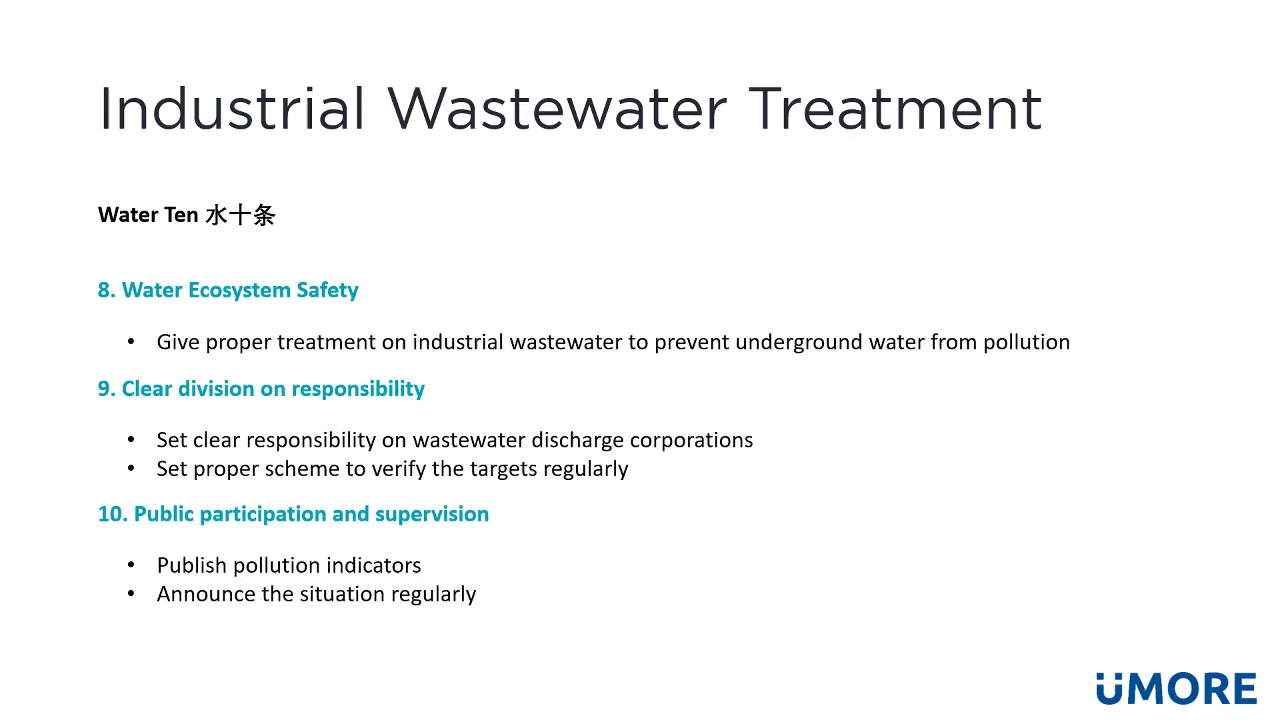 Industrial Wastewater Treatment
Water Ten 水十条
8. Water Ecosystem Safety
• Give proper treatment on industrial wastewater to prevent underground water from pollution
9. Clear division on responsibility
• Set clear responsibility on wastewater discharge corporations
• Set proper scheme to verify the targets regularly
10. Public participation and supervision
• Publish pollution indicators
• Announce the situation regularly
ÜMORE